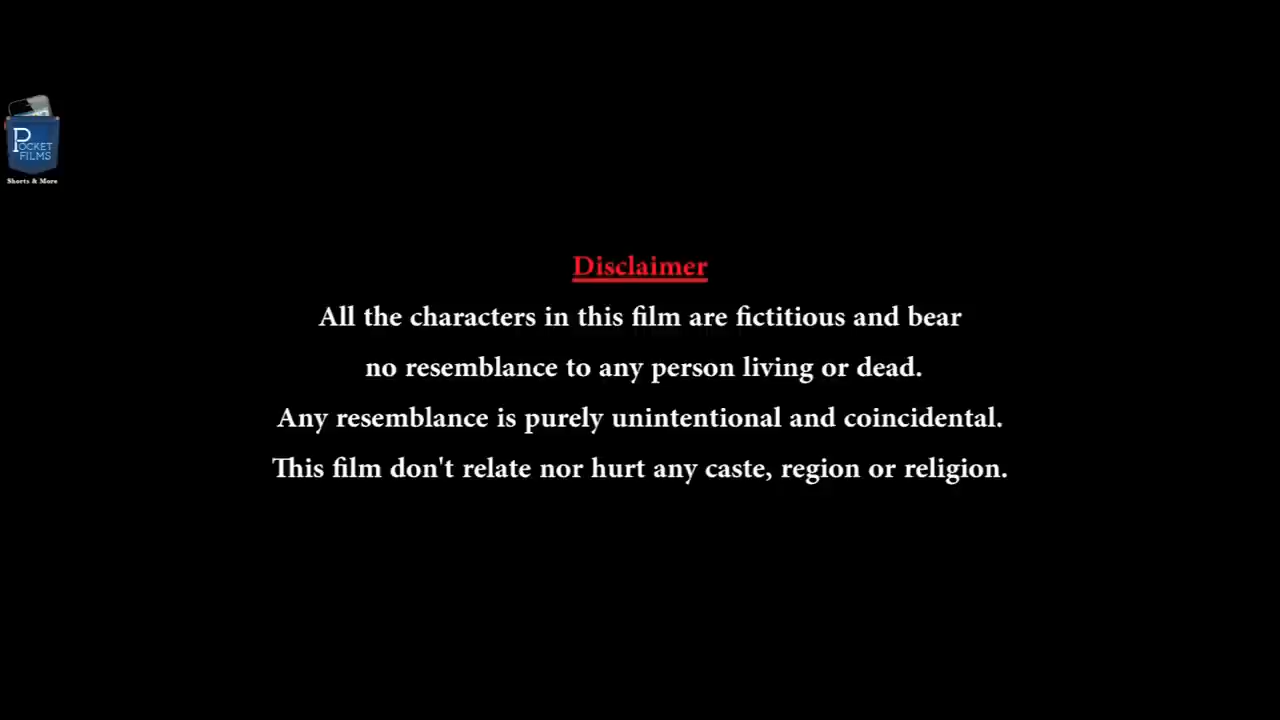 POCKET
FILMS
Shorts & More
Disclaimer
All the characters in this film are fictitious and bear
no resemblance to any person living or dead.
Any resemblance is purely unintentional and coincidental.
This film don't relate nor hurt any caste, region or religion.